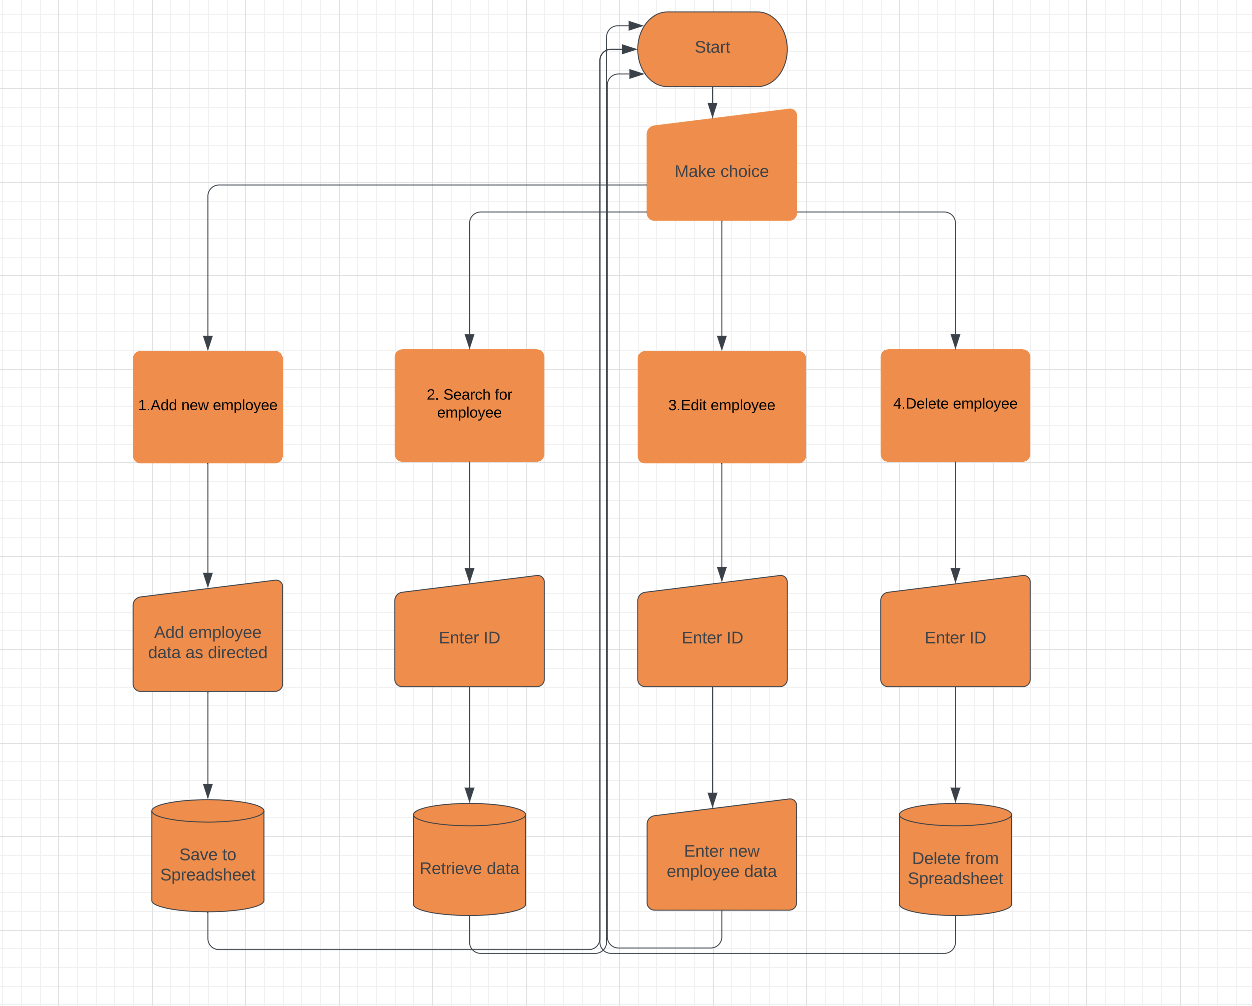 Start
Make choice
1.Add new employee
2. Search for
employee
3.Edit employee
4.Delete employee
Add employee
data as directed
Enter ID
Enter ID
Enter ID
Save to
Spreadsheet
Retrieve data
Enter new
employee data
Delete from
Spreadsheet